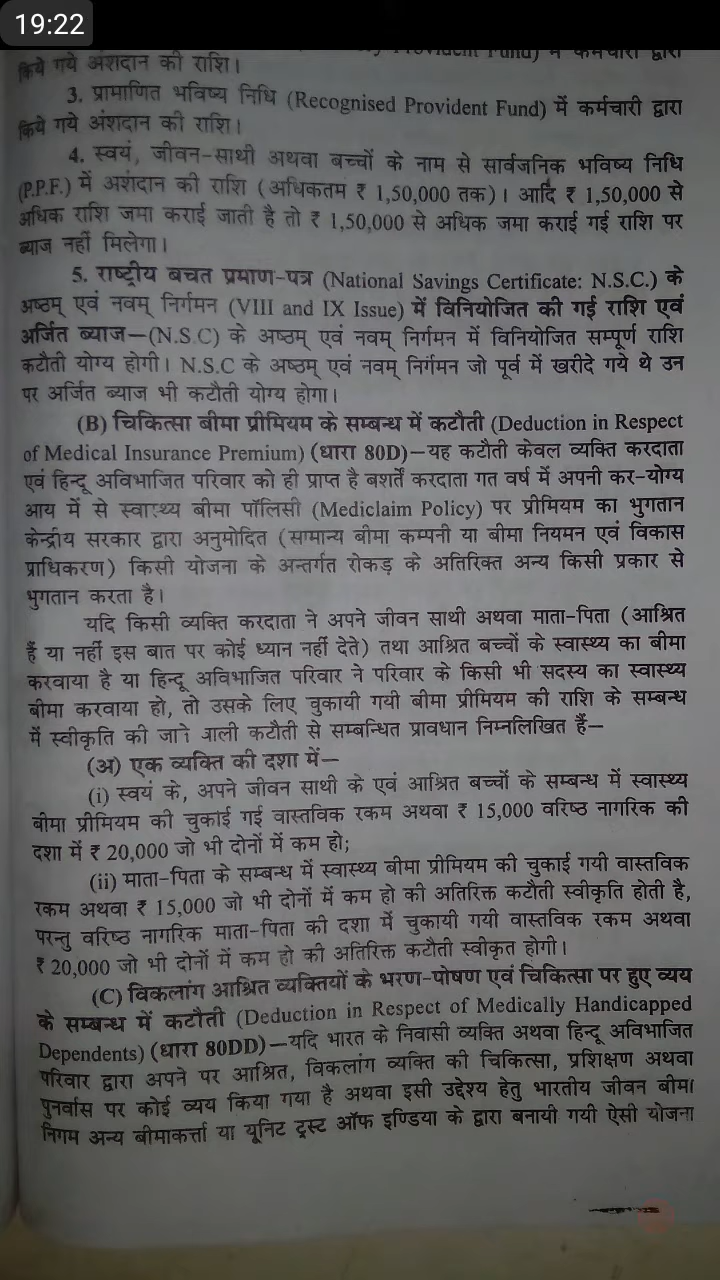 19:22
Provident Fund) में कर्मचारी द्वारा
किये गये अंशदान की राशि।
3. प्रामाणित भविष्य निधि (Recognised Provident Fund) में कर्मचारी द्वारा
किये गये अंशदान की राशि।
4. स्वयं, जीवन-साथी अथवा बच्चों के नाम से सार्वजनिक भविष्य निधि
(P.P.F.) में अशंदान की राशि (अधिकतम ₹ 1,50,000 तक)। आदि ₹ 1,50,000 से
अधिक राशि जमा कराई जाती है तो ₹ 1,50,000 से अधिक जमा कराई गई राशि पर
ब्याज नहीं मिलेगा।
5. राष्ट्रीय बचत प्रमाण-पत्र (National Savings Certificate: N.S.C.) के
अष्ठम् एवं नवम् निर्गमन (VIII and IX Issue) में विनियोजित की गई राशि एवं
अर्जित ब्याज—(N.S.C) के अष्ठम् एवं नवम् निर्गमन में विनियोजित सम्पूर्ण राशि
कटौती योग्य होगी। N.S.C के अष्ठम् एवं नवम् निर्गमन जो पूर्व में खरीदे गये थे उन
पर अर्जित ब्याज भी कटौती योग्य होगा।
(B) चिकित्सा बीमा प्रीमियम के सम्बन्ध में कटौती (Deduction in Respect
of Medical Insurance Premium) (धारा 80D)—यह कटौती केवल व्यक्ति करदाता
एवं हिन्दू अविभाजित परिवार को ही प्राप्त है बशर्तें करदाता गत वर्ष में अपनी कर-योग्य
आय में से स्वास्थ्य बीमा पॉलिसी (Mediclaim Policy) पर प्रीमियम का भुगतान
केन्द्रीय सरकार द्वारा अनुमोदित (सामान्य बीमा कम्पनी या बीमा नियमन एवं विकास
प्राधिकरण) किसी योजना के अन्तर्गत रोकड़ के अतिरिक्त अन्य किसी प्रकार से
भुगतान करता है।
यदि किसी व्यक्ति करदाता ने अपने जीवन साथी अथवा माता-पिता (आश्रित
हैं या नहीं इस बात पर कोई ध्यान नहीं देते) तथा आश्रित बच्चों के स्वास्थ्य का बीमा
करवाया है या हिन्दू अविभाजित परिवार ने परिवार के किसी भी सदस्य का स्वास्थ्य
बीमा करवाया हो, तो उसके लिए चुकायी गयी बीमा प्रीमियम की राशि के सम्बन्ध
में स्वीकृति की जाने वाली कटौती से सम्बन्धित प्रावधान निम्नलिखित हैं—
(अ) एक व्यक्ति की दशा में—
(i) स्वयं के, अपने जीवन साथी के एवं आश्रित बच्चों के सम्बन्ध में स्वास्थ्य
बीमा प्रीमियम की चुकाई गई वास्तविक रकम अथवा ₹ 15,000 वरिष्ठ नागरिक की
दशा में ₹ 20,000 जो भी दोनों में कम हो;
(ii) माता-पिता के सम्बन्ध में स्वास्थ्य बीमा प्रीमियम की चुकाई गयी वास्तविक
रकम अथवा ₹ 15,000 जो भी दोनों में कम हो की अतिरिक्त कटौती स्वीकृति होती है,
परन्तु वरिष्ठ नागरिक माता-पिता की दशा में चुकायी गयी वास्तविक रकम अथवा
₹ 20,000 जो भी दोनों में कम हो की अतिरिक्त कटौती स्वीकृत होगी।
(C) विकलांग आश्रित व्यक्तियों के भरण-पोषण एवं चिकित्सा पर हुए व्यय
के सम्बन्ध में कटौती (Deduction in Respect of Medically Handicapped
Dependents) (धारा 80DD)—यदि भारत के निवासी व्यक्ति अथवा हिन्दू अविभाजित
परिवार द्वारा अपने पर आश्रित, विकलांग व्यक्ति की चिकित्सा, प्रशिक्षण अथवा
पुनर्वास पर कोई व्यय किया गया है अथवा इसी उद्देश्य हेतु भारतीय जीवन बीमा
निगम अन्य बीमाकर्त्ता या यूनिट ट्रस्ट ऑफ इण्डिया के द्वारा बनायी गयी ऐसी योजना